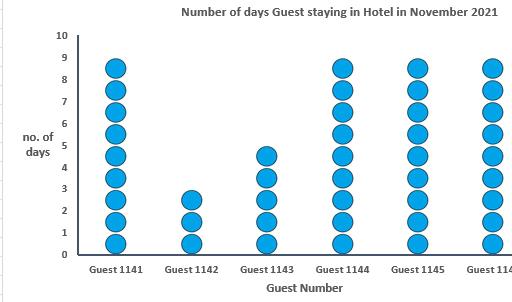 Number of days Guest staying in Hotel in November 2021
10
9
8
7
6
5
4
3
2
1
0
no. of
days
Guest 1141 Guest 1142 Guest 1143 Guest 1144 Guest 1145 Guest
Guest Number